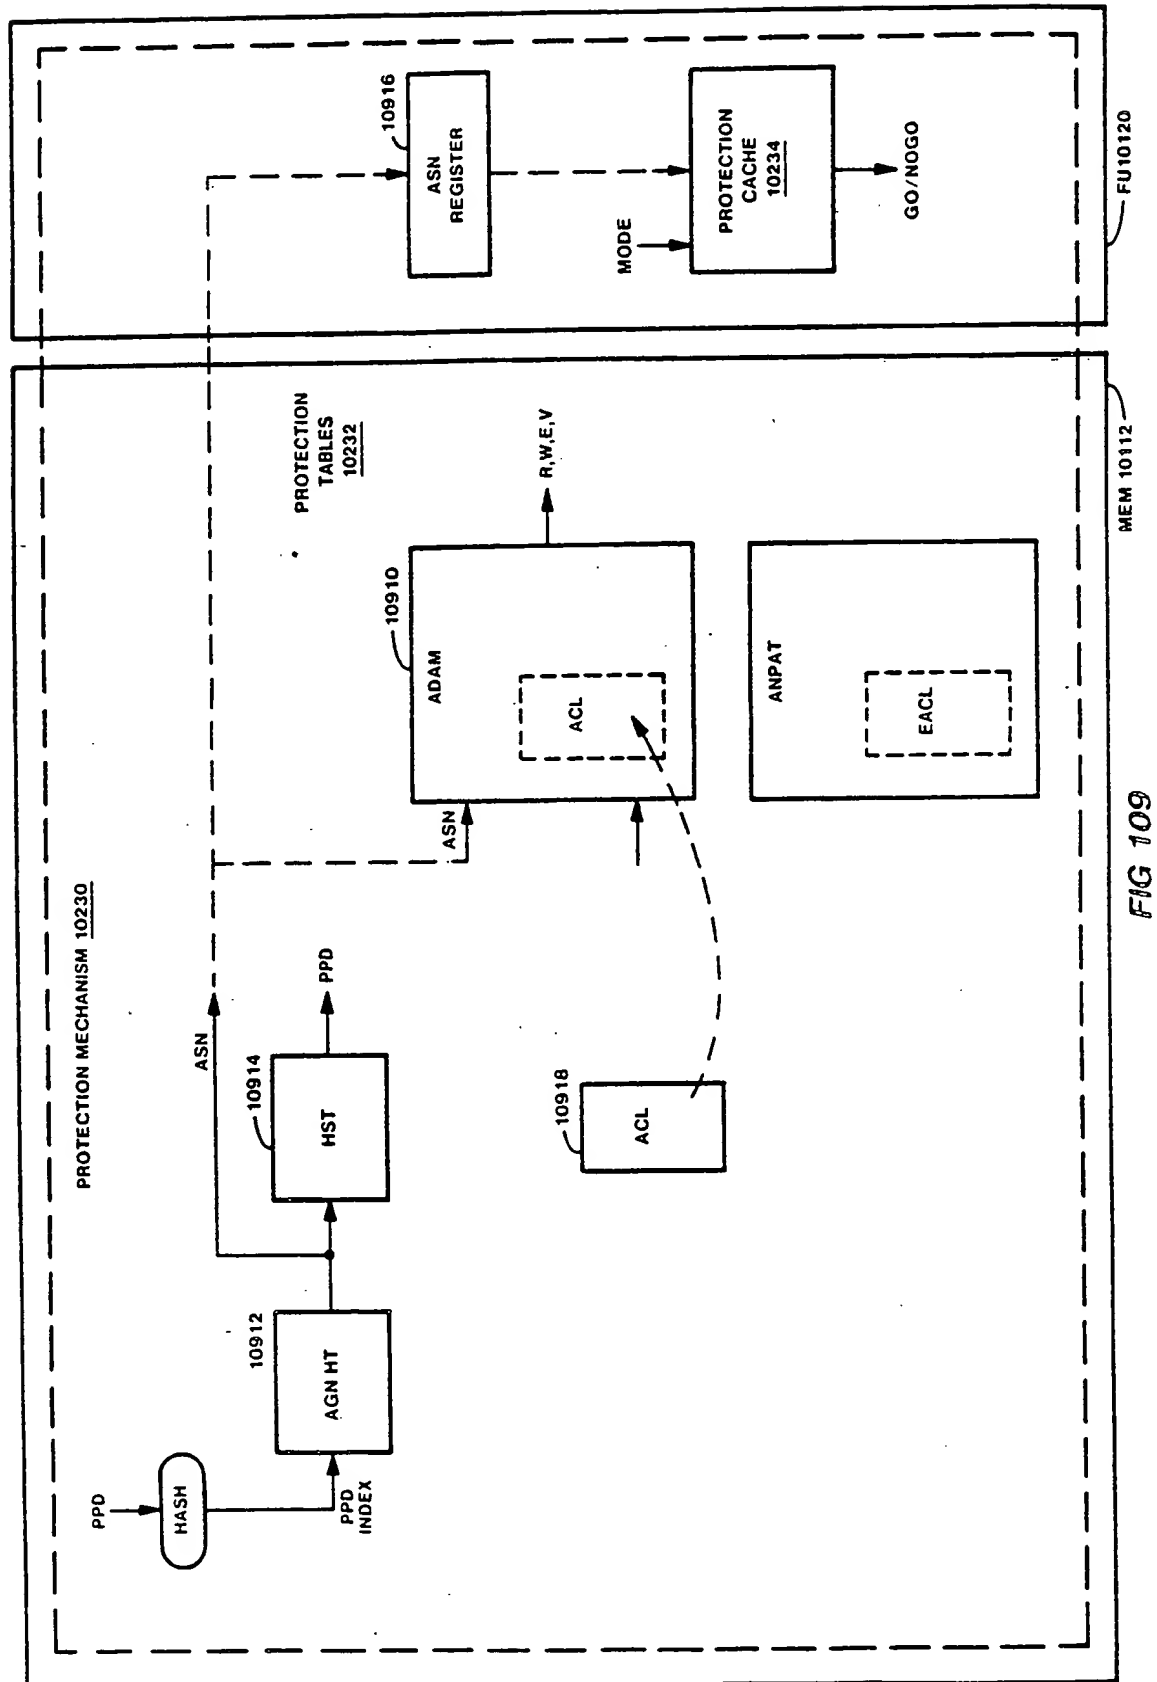 PROTECTION MECHANISM 10230
PPD
HASH
PPD
INDEX
AGN HT
10912
ASN
HST
10914
PPD
ACL
10918
ASN
ADAM
10910
ACL
R,W,E,V
PROTECTION
TABLES
10232
ANPAT
EACL
MEM 10112
ASN
REGISTER
10916
MODE
PROTECTION
CACHE
10234
GO/NOGO
FU10120
FIG 109